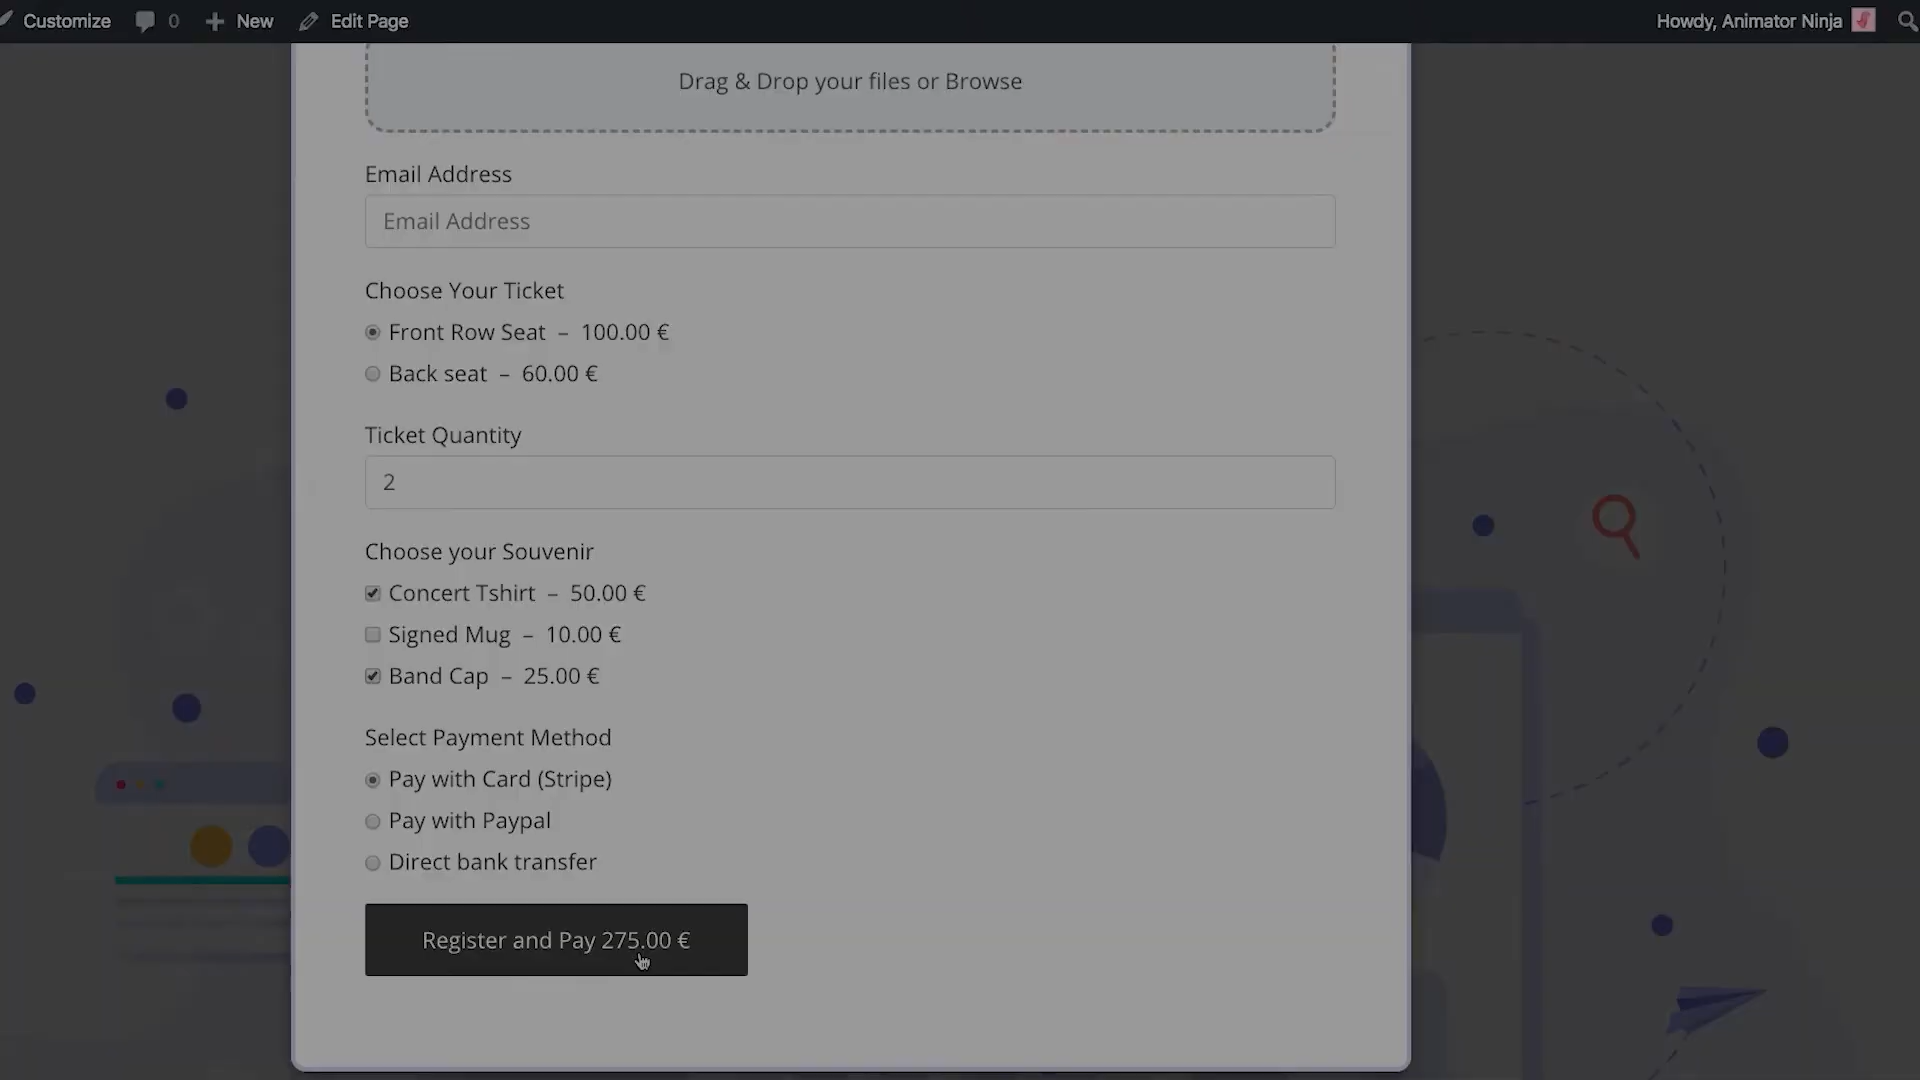 Customize 0 New Edit Page Howdy, Animator Ninja
Drag & Drop your files or Browse
Email Address
Email Address
Choose Your Ticket
Front Row Seat – 100.00 €
Back seat – 60.00 €
Ticket Quantity
2
Choose your Souvenir
Concert Tshirt – 50.00 €
Signed Mug – 10.00 €
Band Cap – 25.00 €
Select Payment Method
Pay with Card (Stripe)
Pay with Paypal
Direct bank transfer
Register and Pay 275.00 €